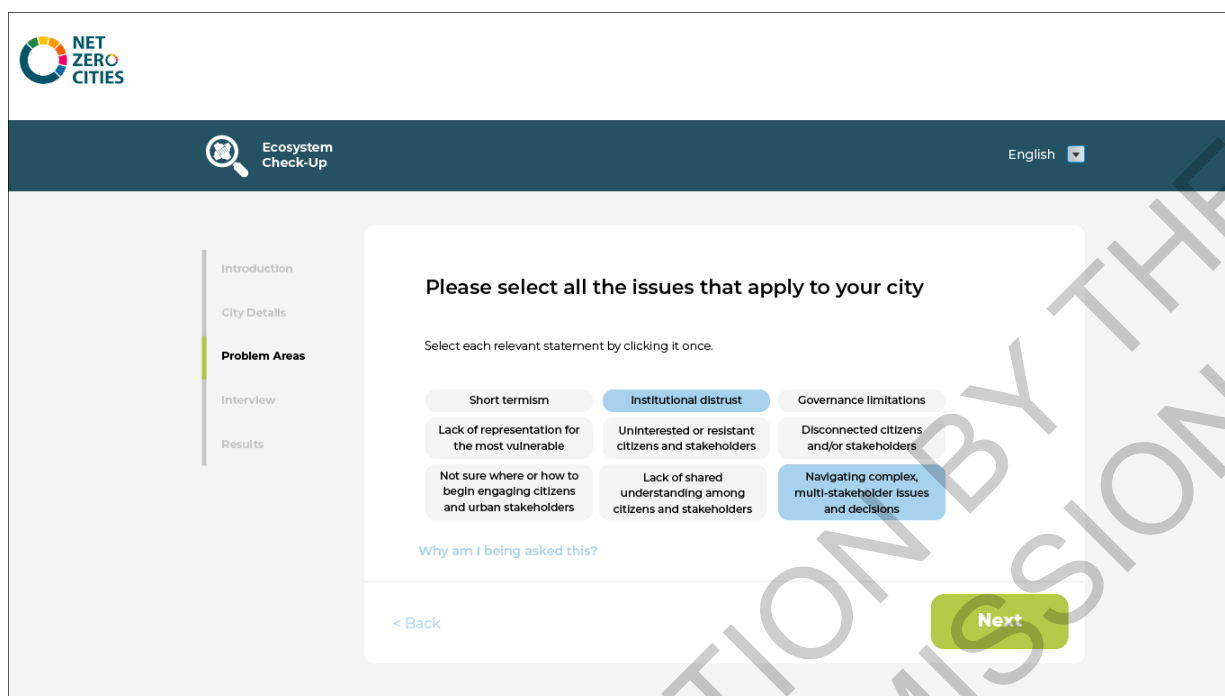 NET
ZERO
CITIES
Ecosystem
Check-Up
English
Introduction
City Details
Problem Areas
Interview
Results
Please select all the issues that apply to your city
Select each relevant statement by clicking it once.
Short termism
Institutional distrust
Governance limitations
Lack of representation for
the most vulnerable
Uninterested or resistant
citizens and stakeholders
Disconnected citizens
and/or stakeholders
Not sure where or how to
begin engaging citizens
and urban stakeholders
Lack of shared
understanding among
citizens and stakeholders
Navigating complex,
multi-stakeholder issues
and decisions
Why am I being asked this?
< Back
Next
TION BY THE
MISSION